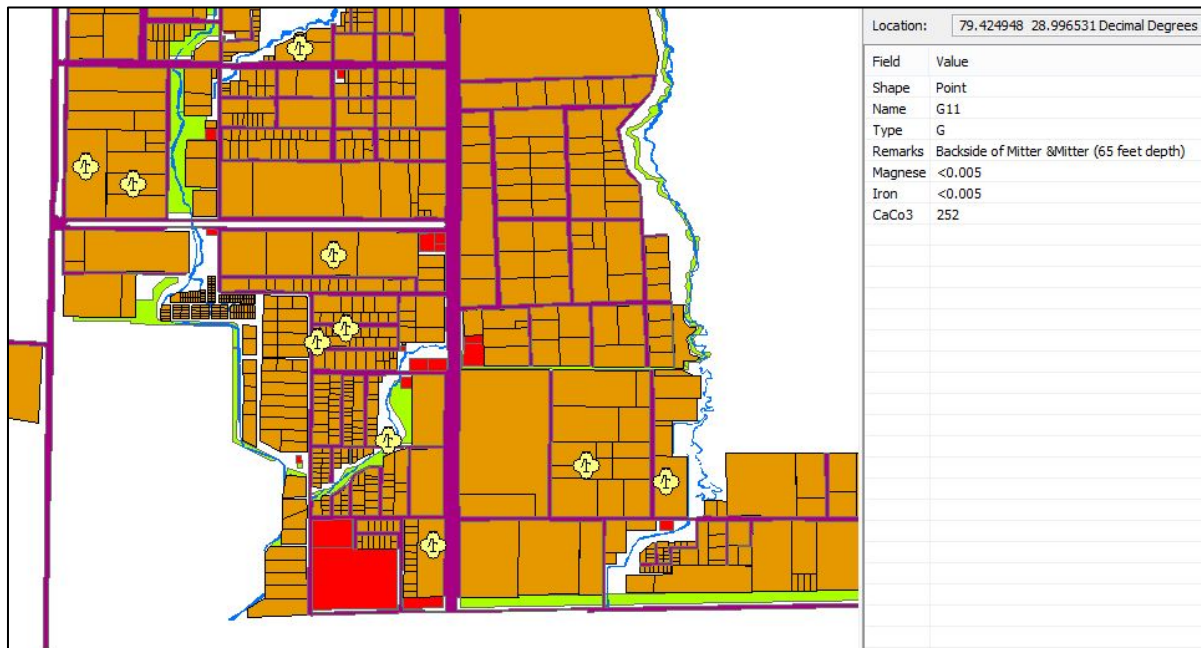 Location: 79.424948 28.996531 Decimal Degrees
Field Value
Shape Point
Name G11
Type G
Remarks Backside of Mitter &Mitter (65 feet depth)
Magnese <0.005
Iron <0.005
CaCo3 252